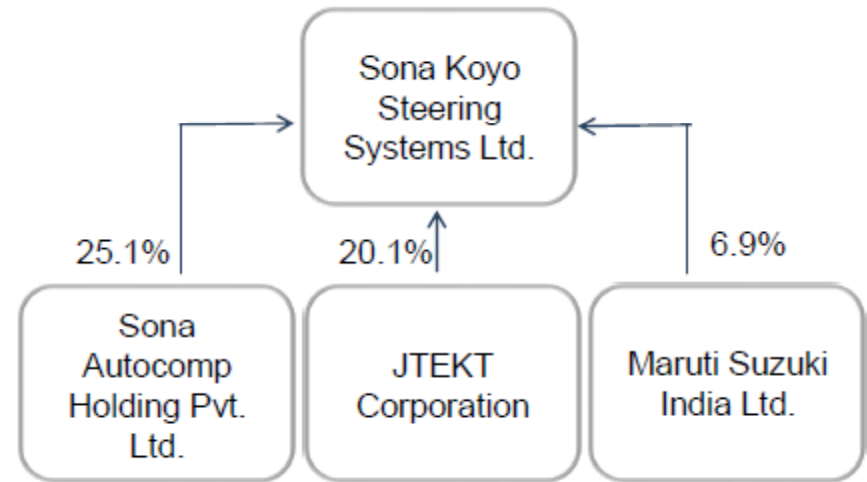 Sona Koyo
Steering
Systems Ltd.
25.1%
20.1%
6.9%
Sona
Autocomp
Holding Pvt.
Ltd.
JTEKT
Corporation
Maruti Suzuki
India Ltd.